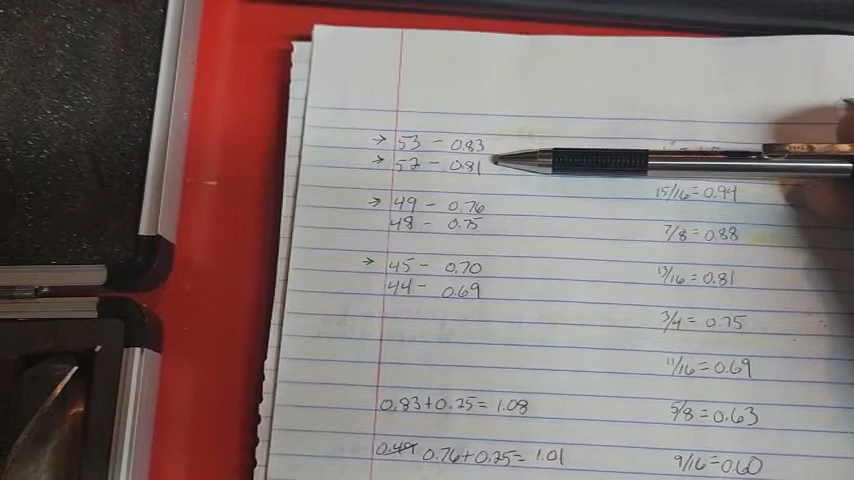 → 53 - 0.83
→ 52 - 0.81
→ 49 - 0.76
48 - 0.75
→ 45 - 0.70
44 - 0.69
0.83+0.25=1.08
0.49 0.76+0.25=1.01
15/16=0.94
7/8=0.88
13/16=0.81
3/4=0.75
11/16=0.69
5/8=0.63
9/16=0.60